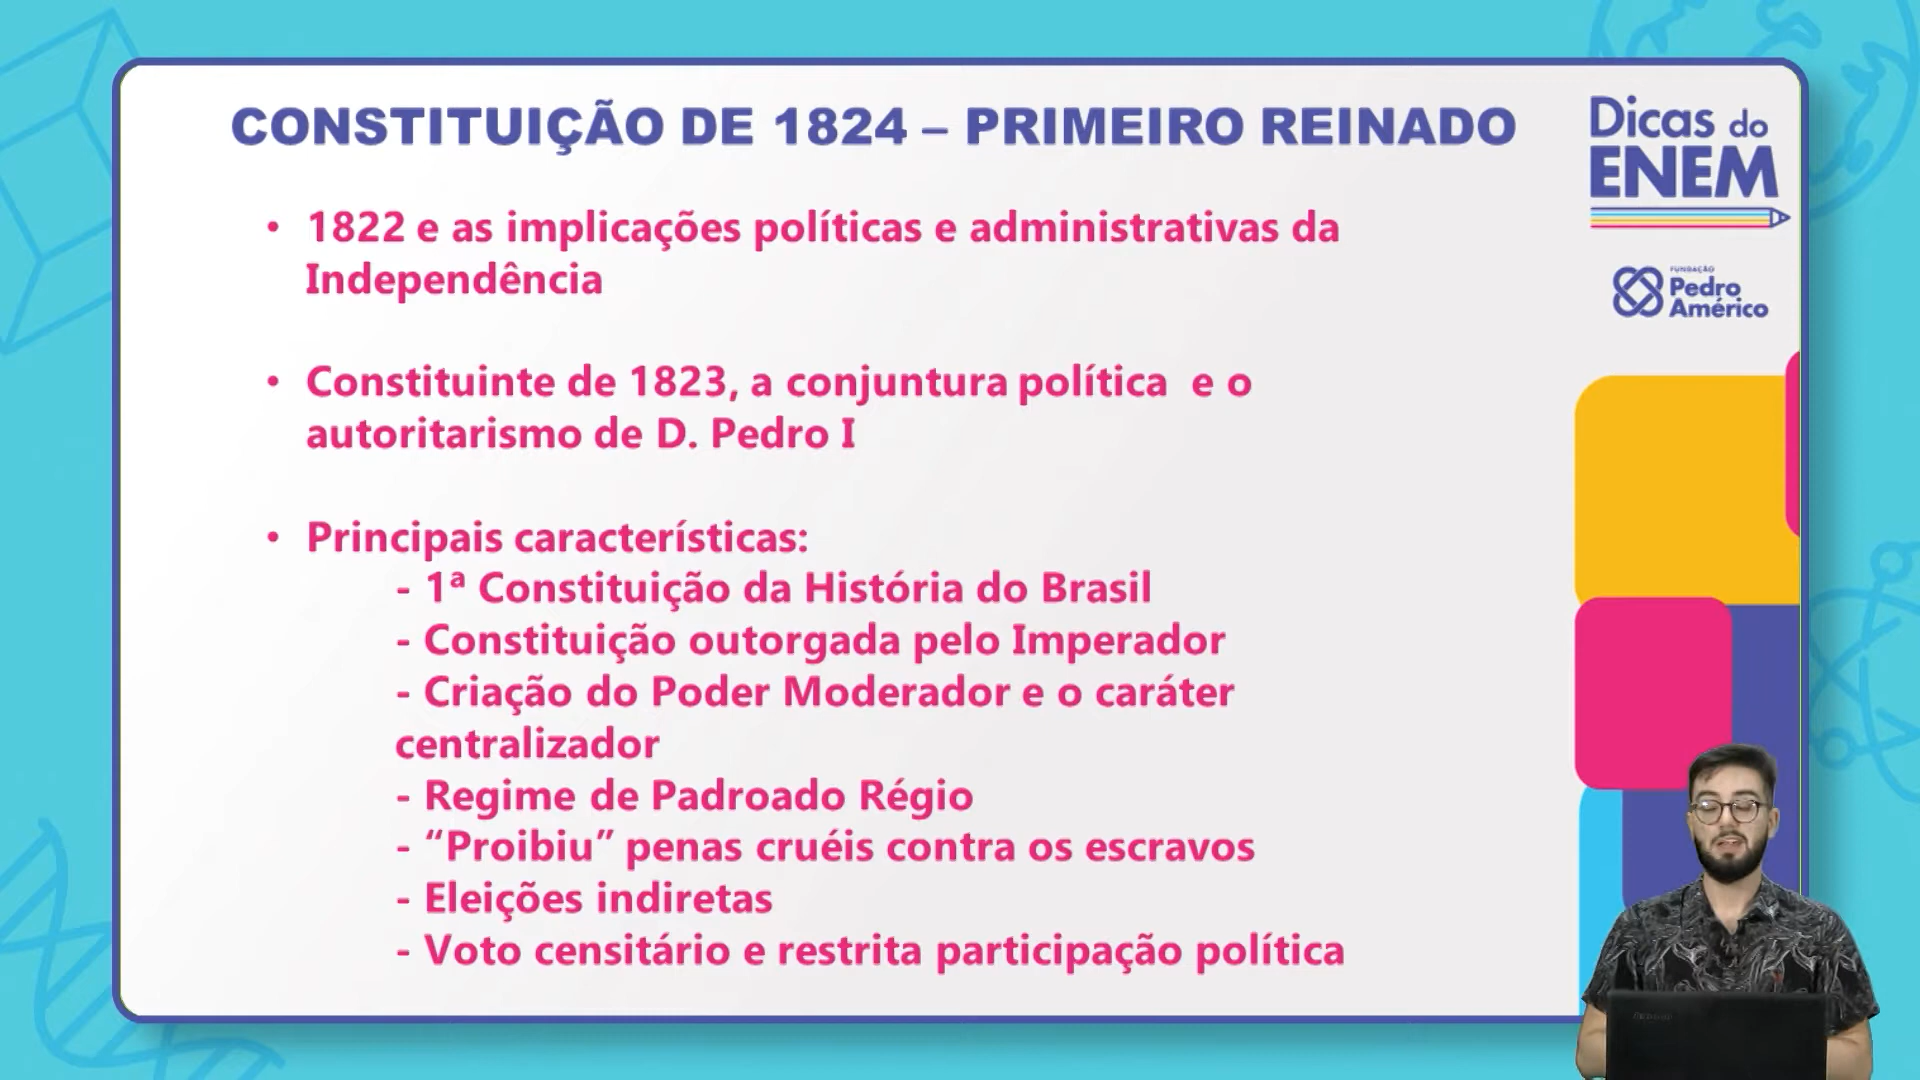 CONSTITUIÇÃO DE 1824 – PRIMEIRO REINADO
Dicas do
ENEM
FUNDAÇÃO
Pedro
Américo
• 1822 e as implicações políticas e administrativas da
Independência
• Constituinte de 1823, a conjuntura política e o
autoritarismo de D. Pedro I
• Principais características:
- 1ª Constituição da História do Brasil
- Constituição outorgada pelo Imperador
- Criação do Poder Moderador e o caráter
centralizador
- Regime de Padroado Régio
- “Proibiu” penas cruéis contra os escravos
- Eleições indiretas
- Voto censitário e restrita participação política